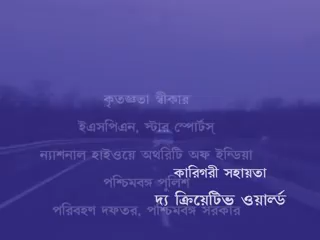 কৃতজ্ঞতা স্বীকার
ইএসপিএন, স্টার স্পোর্টস্
ন্যাশনাল হাইওয়ে অথরিটি অফ ইন্ডিয়া
পশ্চিমবঙ্গ পুলিশ
পরিবহণ দফতর, পশ্চিমবঙ্গ সরকার
কারিগরী সহায়তা
দ্য ক্রিয়েটিভ ওয়ার্ল্ড